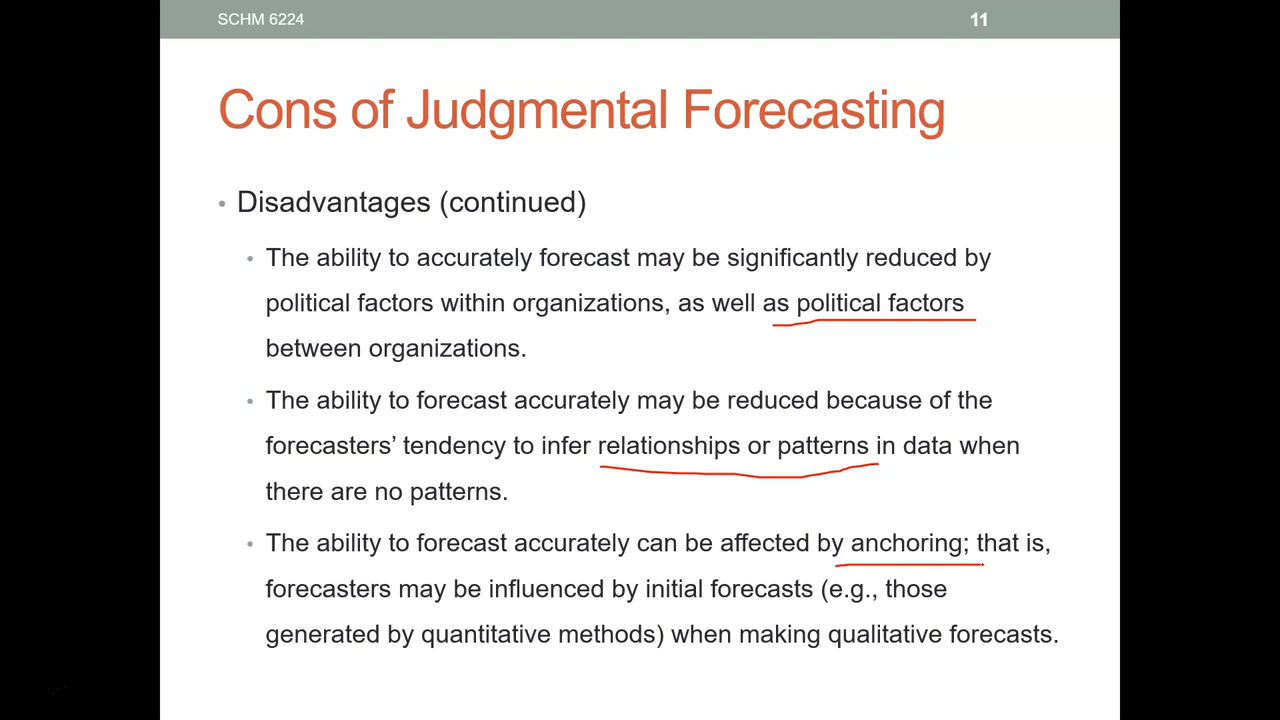 SCHM 6224
11
Cons of Judgmental Forecasting
• Disadvantages (continued)
• The ability to accurately forecast may be significantly reduced by
political factors within organizations, as well as political factors
between organizations.
• The ability to forecast accurately may be reduced because of the
forecasters’ tendency to infer relationships or patterns in data when
there are no patterns.
• The ability to forecast accurately can be affected by anchoring; that is,
forecasters may be influenced by initial forecasts (e.g., those
generated by quantitative methods) when making qualitative forecasts.